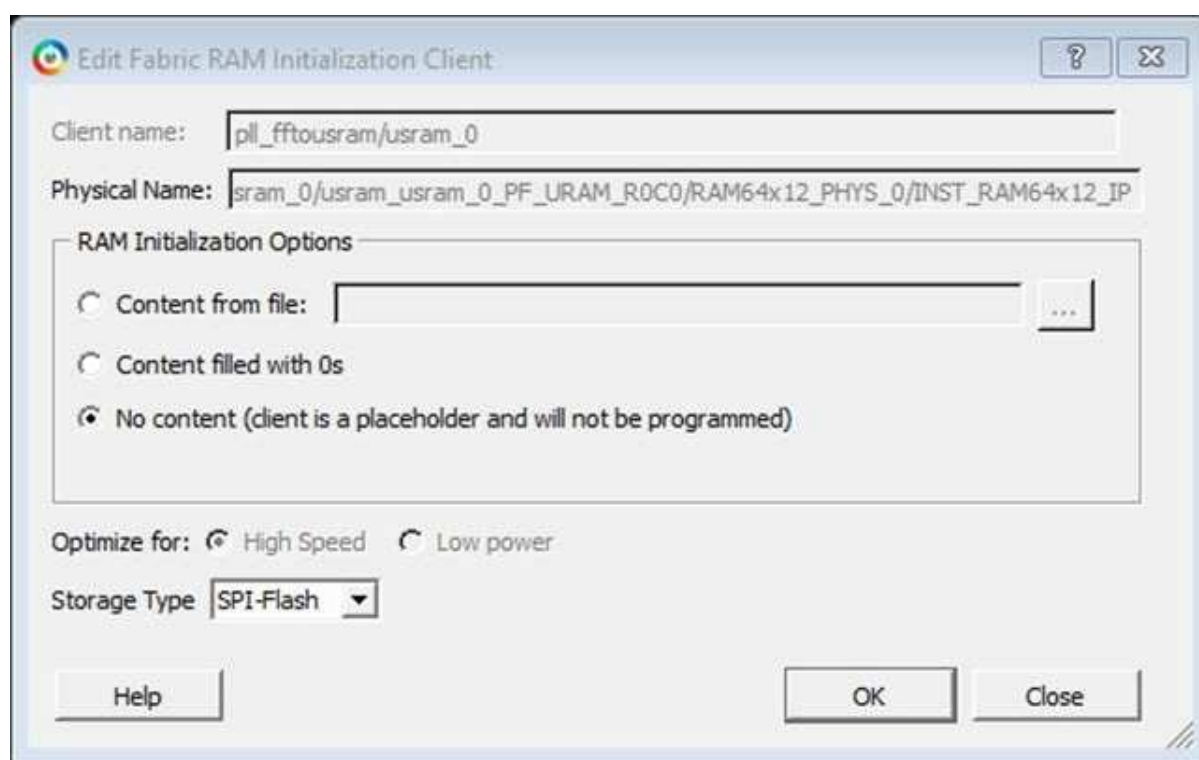 Edit Fabric RAM Initialization Client
Client name: pll_fftousram/usram_0
Physical Name: sram_0/usram_usram_0_PF_URAM_R0C0/RAM64x12_PHYS_0/INST_RAM64x12_IP
RAM Initialization Options
Content from file: ...
Content filled with 0s
No content (client is a placeholder and will not be programmed)
Optimize for: High Speed Low power
Storage Type SPI-Flash
Help OK Close